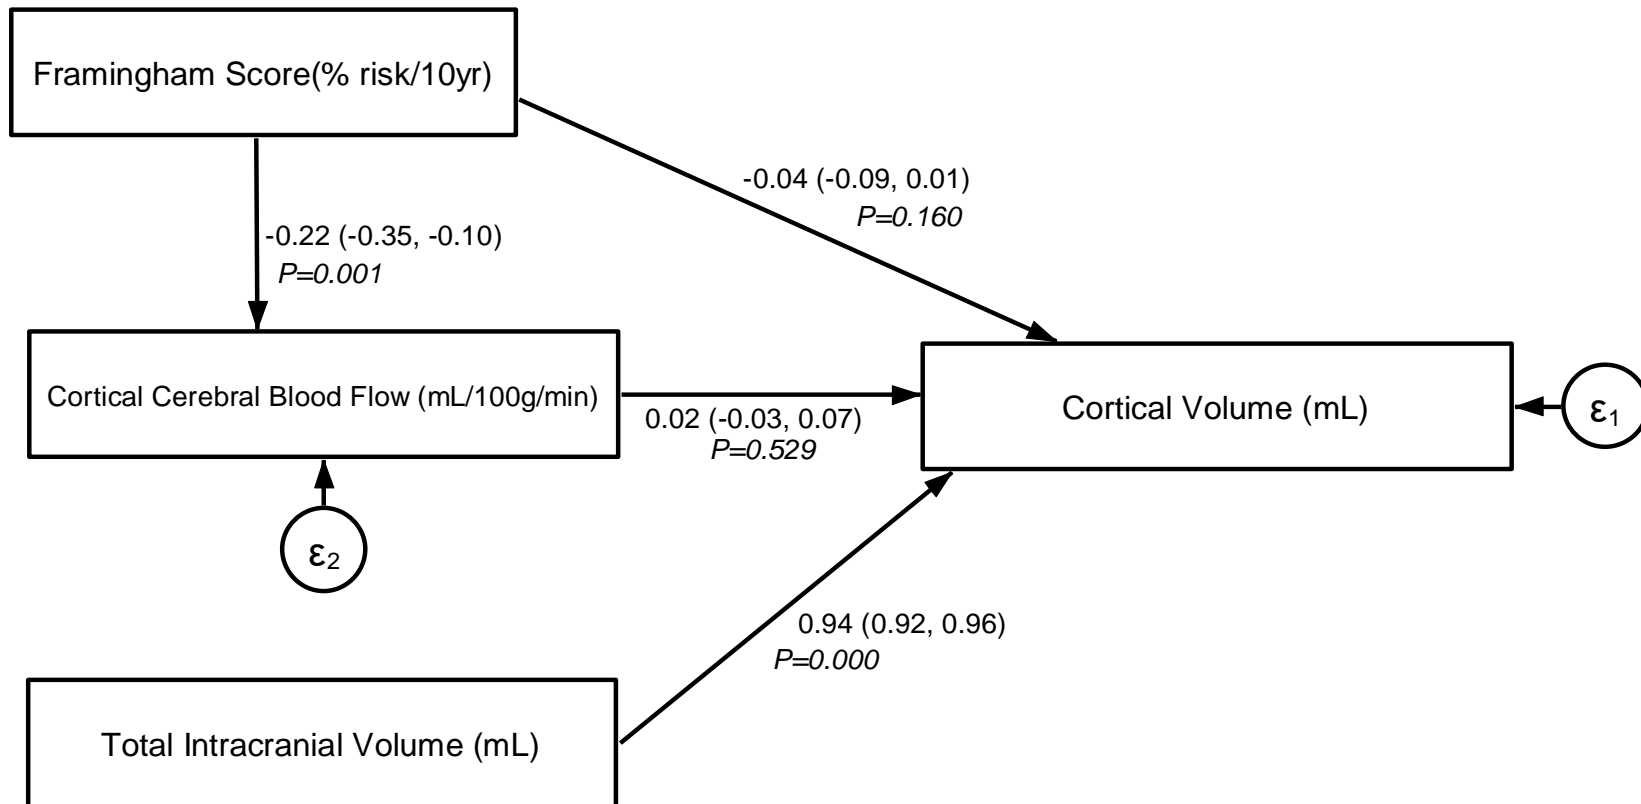 Framingham Score(% risk/10yr)
-0.04 (-0.09, 0.01)
P=0.160
-0.22 (-0.35, -0.10)
P=0.001
Cortical Cerebral Blood Flow (mL/100g/min)
0.02 (-0.03, 0.07)
P=0.529
Cortical Volume (mL)
ε1
ε2
0.94 (0.92, 0.96)
P=0.000
Total Intracranial Volume (mL)